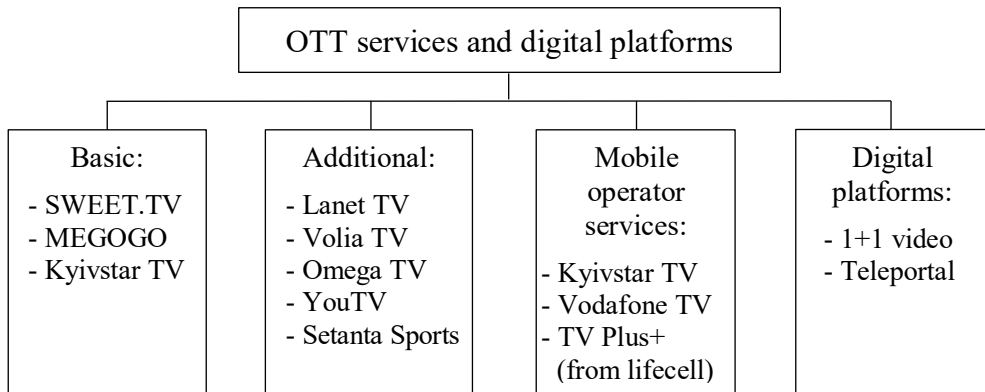 OTT services and digital platforms
Basic:
- SWEET.TV
- MEGOGO
- Kyivstar TV
Additional:
- Lanet TV
- Volia TV
- Omega TV
- YouTV
- Setanta Sports
Mobile
operator
services:
- Kyivstar TV
- Vodafone TV
- TV Plus+
(from lifecell)
Digital
platforms:
- 1+1 video
- Teleportal